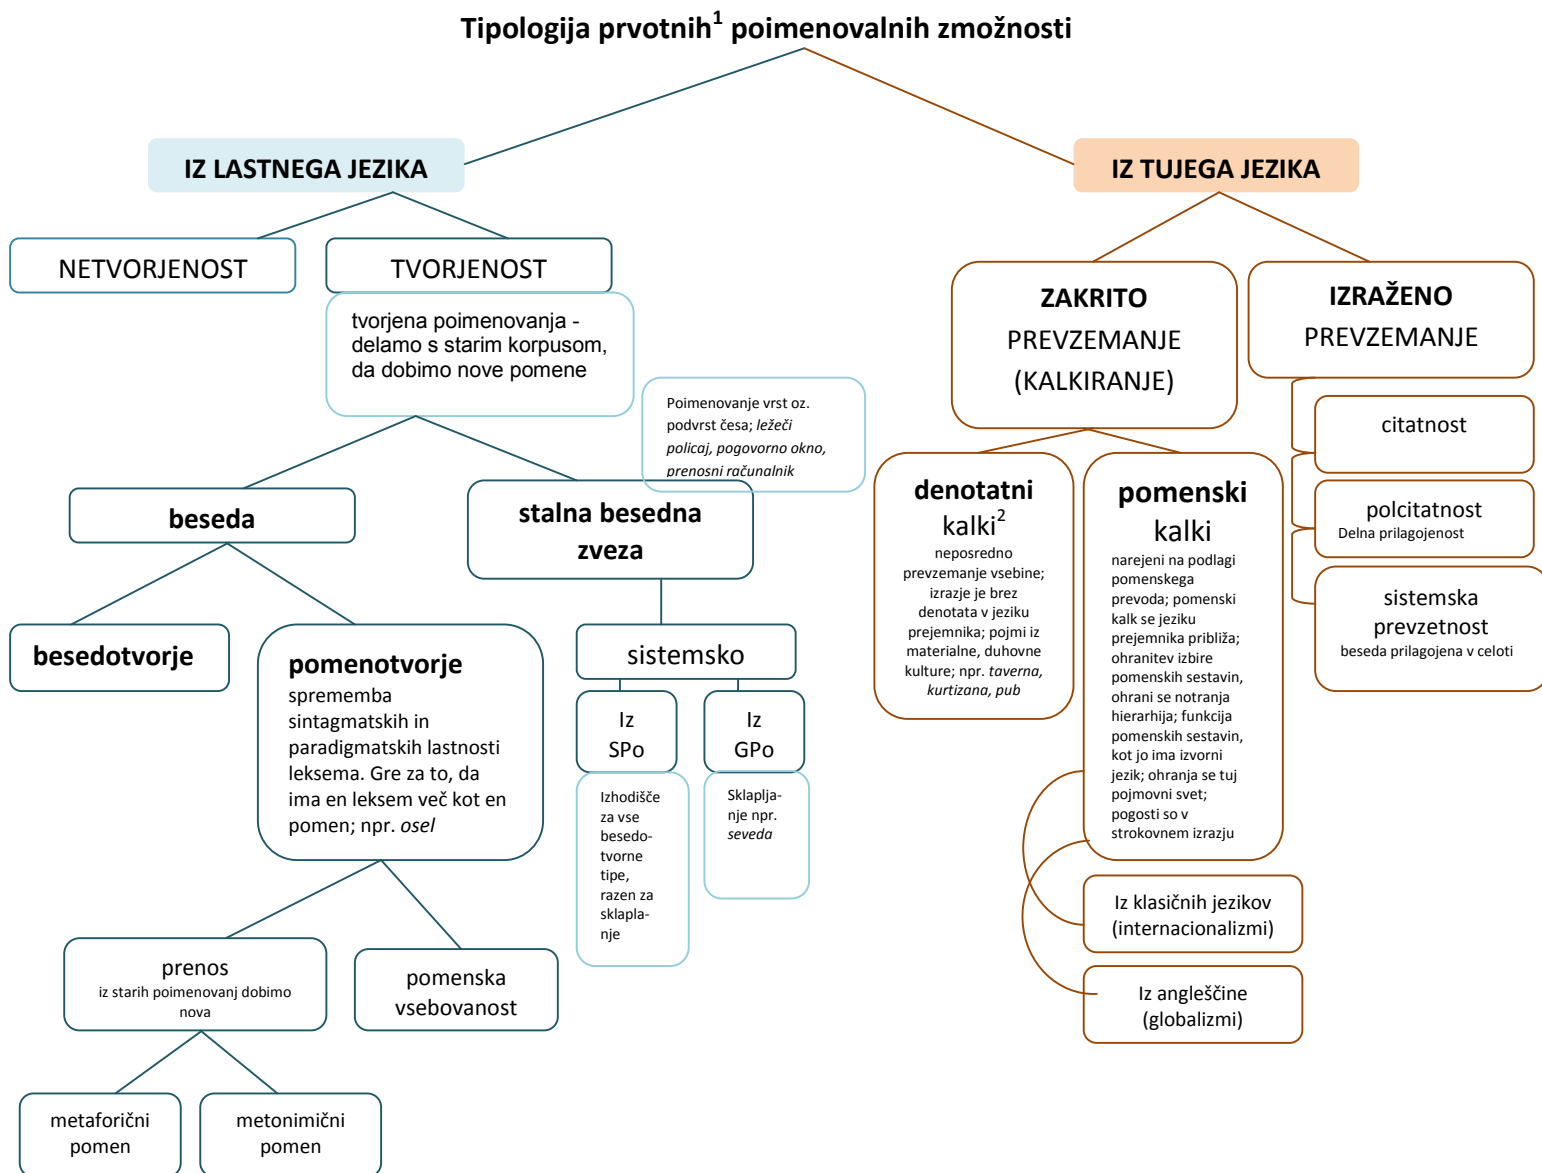 Tipologija prvotnih¹ poimenovalnih zmožnosti
IZ LASTNEGA JEZIKA
IZ TUJEGA JEZIKA
NETVORJENOST
TVORJENOST
tvorjena poimenovanja -
delamo s starim korpusom,
da dobimo nove pomene
ZAKRITO
PREVZEMANJE
(KALKIRANJE)
IZRAŽENO
PREVZEMANJE
Poimenovanje vrst oz.
podvrst česa; ležeči
policaj, pogovorno okno,
prenosni računalnik
beseda
stalna besedna
zveza
besedotvorje
pomenotvorje
sprememba
sintagmatskih in
paradigmatskih lastnosti
leksema. Gre za to, da
ima en leksem več kot en
pomen; npr. osel
sistemsko
Iz
SPo
Iz
GPo
Izhodišče
za vse
besedo-
tvorne
tipe,
razen za
sklapla-
nje
Sklaplja-
nje npr.
seveda
prenos
iz starih poimenovanj dobimo
nova
pomenska
vsebovanost
metaforični
pomen
metonimični
pomen
denotatni
kalki²
neposredno
prevzemanje vsebine;
izrazje je brez
denotata v jeziku
prejemnika; pojmi iz
materialne, duhovne
kulture; npr. taverna,
kurtizana, pub
pomenski
kalki
narejeni na podlagi
pomenskega
prevoda; pomenski
kalk se jeziku
prejemnika približa;
ohranitev izbire
pomenskih sestavin,
ohrani se notranja
hierarhija; funkcija
pomenskih sestavin,
kot jo ima izvorni
jezik; ohranja se tuj
pojmovni svet;
pogosti so v
strokovnem izrazju
Iz klasičnih jezikov
(internacionalizmi)
Iz angleščine
(globalizmi)
citatnost
polcitatnost
Delna prilagojenost
sistemska
prevzetnost
beseda prilagojena v celoti